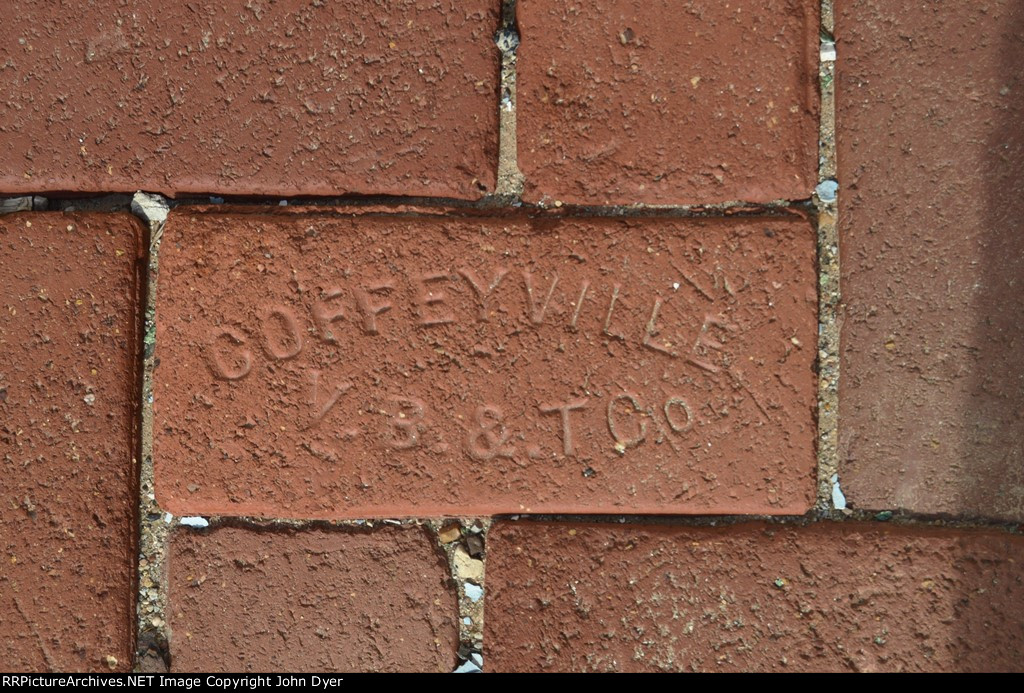 COFFEYVILLE
V. B. & T Co
RRPictureArchives.NET Image Copyright John Dyer